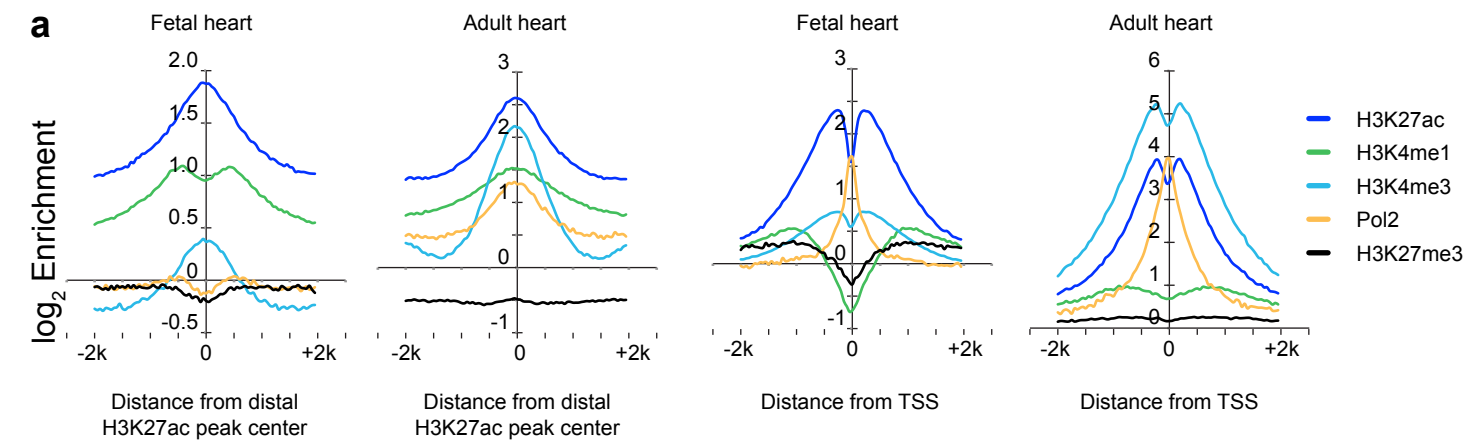 a
Fetal heart
Adult heart
Fetal heart
Adult heart
log2 Enrichment
2.0
1.5
1.0
0.5
0
-0.5
-2k 0 +2k
Distance from distal
H3K27ac peak center
3
2
1
0
-1
-2k 0 +2k
Distance from distal
H3K27ac peak center
3
2
1
0
-1
-2k 0 +2k
Distance from TSS
6
5
4
3
2
1
0
-2k 0 +2k
Distance from TSS
H3K27ac
H3K4me1
H3K4me3
Pol2
H3K27me3